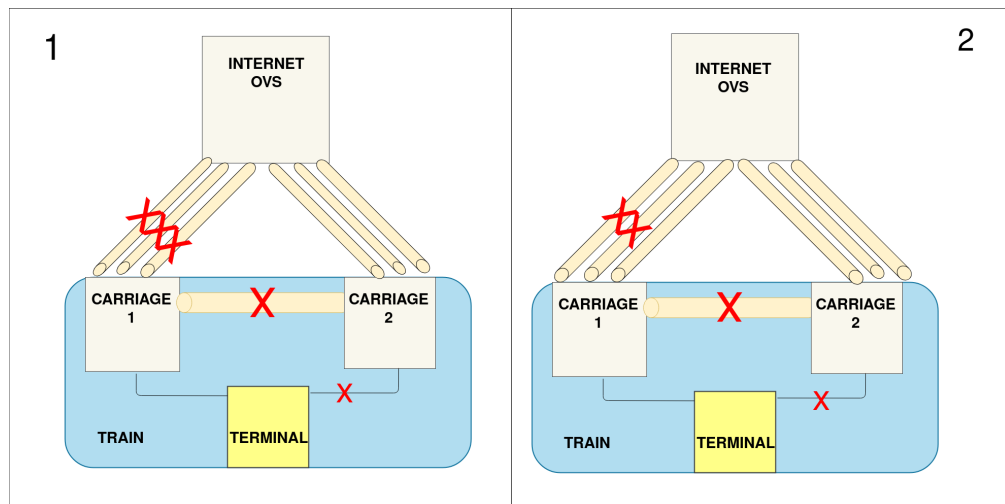 1
INTERNET
OVS
CARRIAGE
1
CARRIAGE
2
X
X
TRAIN
TERMINAL
2
INTERNET
OVS
CARRIAGE
1
CARRIAGE
2
X
X
TRAIN
TERMINAL